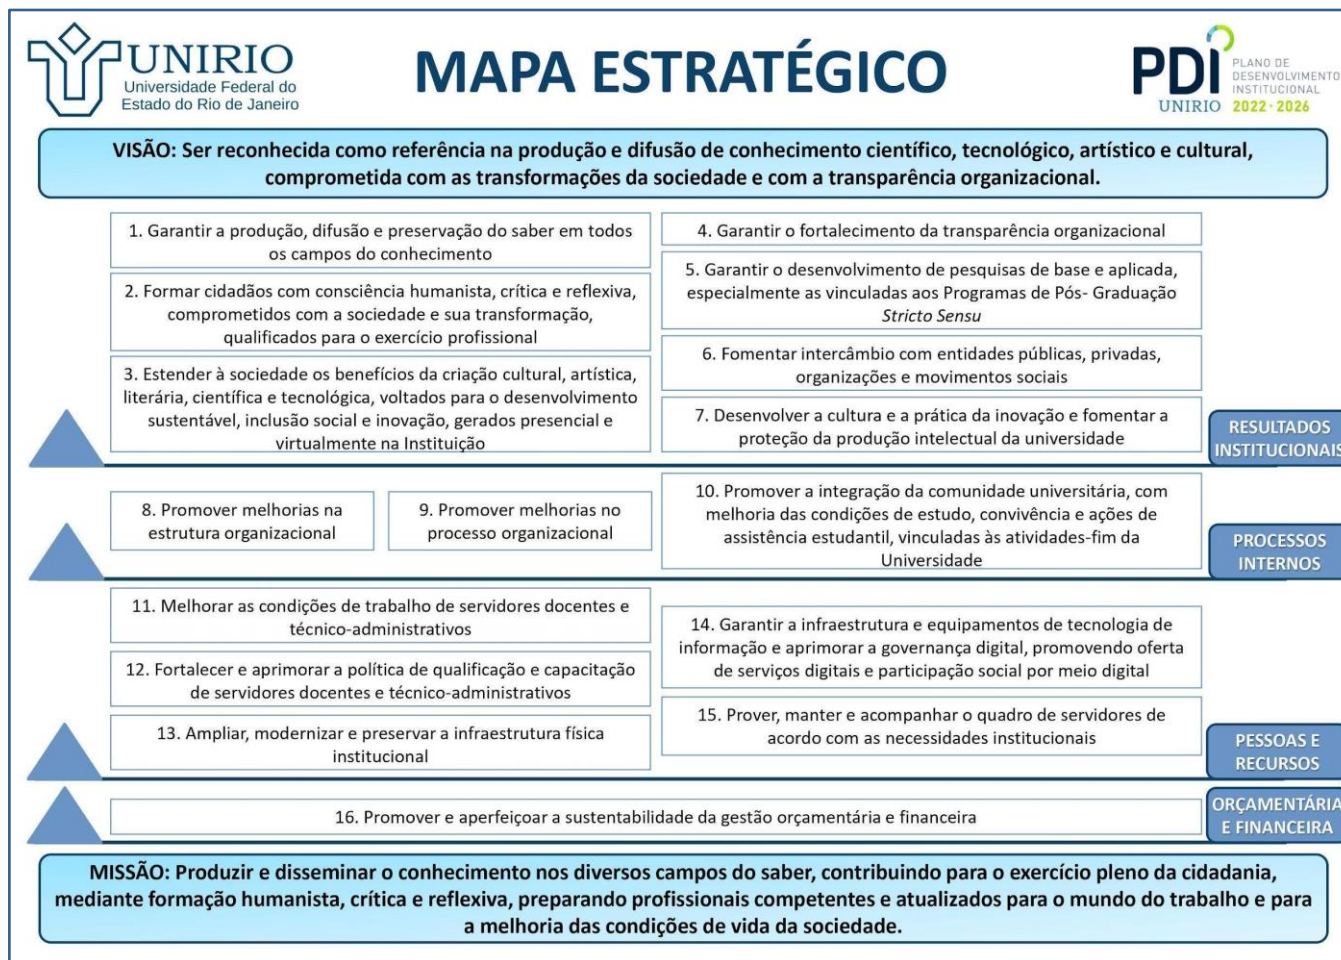 UNIRIO
Universidade Federal do
Estado do Rio de Janeiro
MAPA ESTRATÉGICO
PDI
UNIRIO
PLANO DE
DESENVOLVIMENTO
INSTITUCIONAL
2022 · 2026
VISÃO: Ser reconhecida como referência na produção e difusão de conhecimento científico, tecnológico, artístico e cultural,
comprometida com as transformações da sociedade e com a transparência organizacional.
1. Garantir a produção, difusão e preservação do saber em todos
os campos do conhecimento
2. Formar cidadãos com consciência humanista, crítica e reflexiva,
comprometidos com a sociedade e sua transformação,
qualificados para o exercício profissional
3. Estender à sociedade os benefícios da criação cultural, artística,
literária, científica e tecnológica, voltados para o desenvolvimento
sustentável, inclusão social e inovação, gerados presencial e
virtualmente na Instituição
4. Garantir o fortalecimento da transparência organizacional
5. Garantir o desenvolvimento de pesquisas de base e aplicada,
especialmente as vinculadas aos Programas de Pós- Graduação
Stricto Sensu
6. Fomentar intercâmbio com entidades públicas, privadas,
organizações e movimentos sociais
7. Desenvolver a cultura e a prática da inovação e fomentar a
proteção da produção intelectual da universidade
RESULTADOS
INSTITUCIONAIS
8. Promover melhorias na
estrutura organizacional
9. Promover melhorias no
processo organizacional
10. Promover a integração da comunidade universitária, com
melhoria das condições de estudo, convivência e ações de
assistência estudantil, vinculadas às atividades-fim da
Universidade
PROCESSOS
INTERNOS
11. Melhorar as condições de trabalho de servidores docentes e
técnico-administrativos
12. Fortalecer e aprimorar a política de qualificação e capacitação
de servidores docentes e técnico-administrativos
13. Ampliar, modernizar e preservar a infraestrutura física
institucional
14. Garantir a infraestrutura e equipamentos de tecnologia de
informação e aprimorar a governança digital, promovendo oferta
de serviços digitais e participação social por meio digital
15. Prover, manter e acompanhar o quadro de servidores de
acordo com as necessidades institucionais
PESSOAS E
RECURSOS
16. Promover e aperfeiçoar a sustentabilidade da gestão orçamentária e financeira
ORÇAMENTÁRIA
E FINANCEIRA
MISSÃO: Produzir e disseminar o conhecimento nos diversos campos do saber, contribuindo para o exercício pleno da cidadania,
mediante formação humanista, crítica e reflexiva, preparando profissionais competentes e atualizados para o mundo do trabalho e para
a melhoria das condições de vida da sociedade.